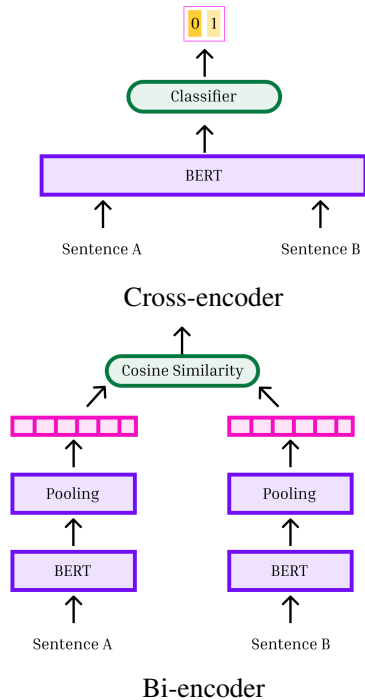 0 1
Classifier
BERT
Sentence A Sentence B
Cross-encoder
Cosine Similarity
Pooling Pooling
BERT BERT
Sentence A Sentence B
Bi-encoder